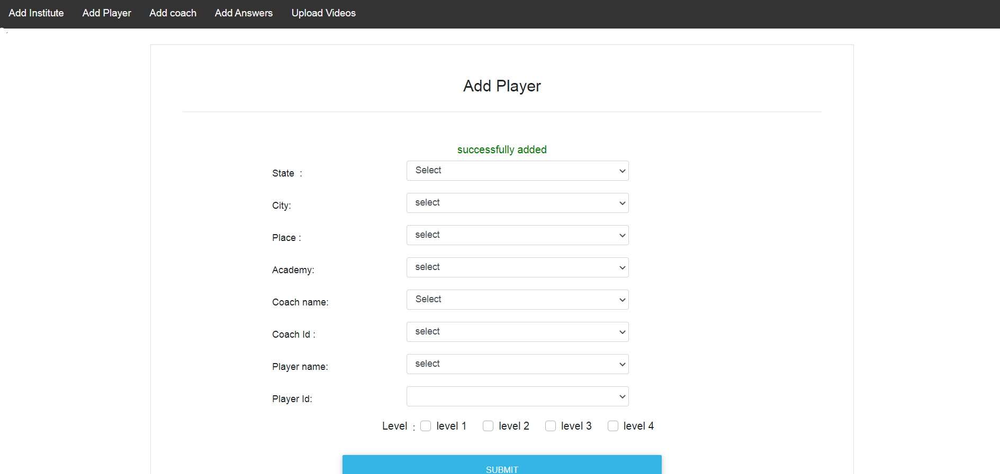 Add Institute Add Player Add coach Add Answers Upload Videos
Add Player
successfully added
State : Select
City: select
Place : select
Academy: select
Coach name: Select
Coach Id : select
Player name: select
Player Id:
Level : level 1 level 2 level 3 level 4
SUBMIT